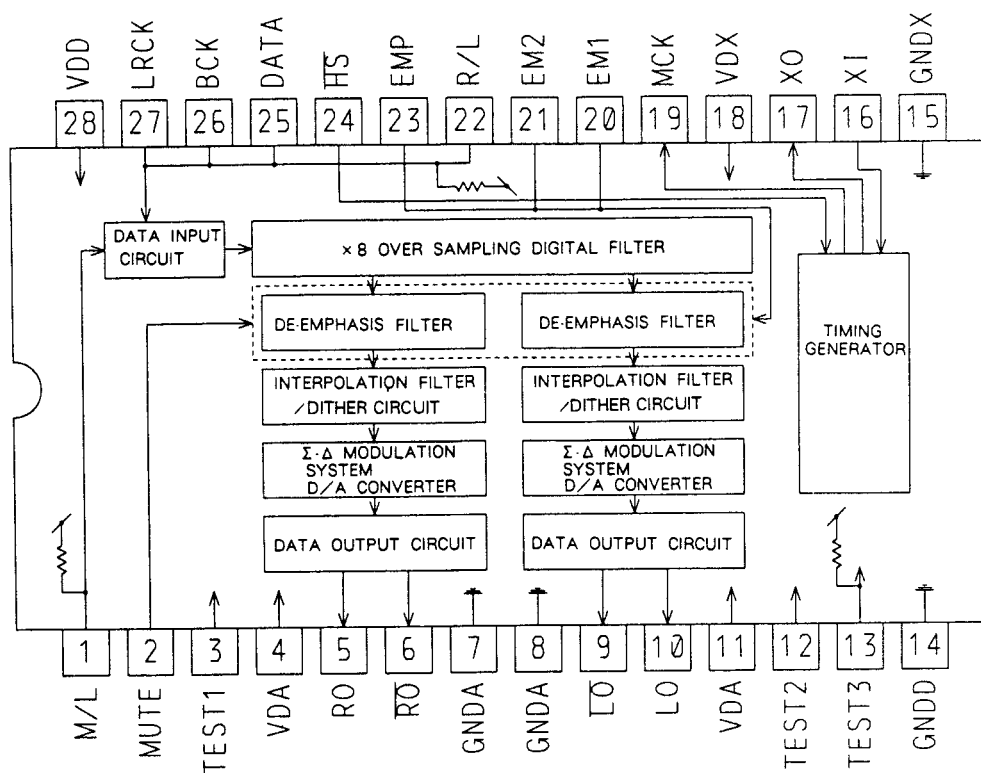 VDD
LRCK
BCK
DATA
HS
EMP
R/L
EM2
EM1
MCK
VDX
XO
XI
GNDX
28
27
26
25
24
23
22
21
20
19
18
17
16
15
DATA INPUT
CIRCUIT
×8 OVER SAMPLING DIGITAL FILTER
DE-EMPHASIS FILTER
DE-EMPHASIS FILTER
TIMING
GENERATOR
INTERPOLATION FILTER
/DITHER CIRCUIT
INTERPOLATION FILTER
/DITHER CIRCUIT
Σ-Δ MODULATION
SYSTEM
D/A CONVERTER
Σ-Δ MODULATION
SYSTEM
D/A CONVERTER
DATA OUTPUT CIRCUIT
DATA OUTPUT CIRCUIT
1
2
3
4
5
6
7
8
9
10
11
12
13
14
M/L
MUTE
TEST1
VDA
RO
RO
GNDA
GNDA
LO
LO
VDA
TEST2
TEST3
GNDD